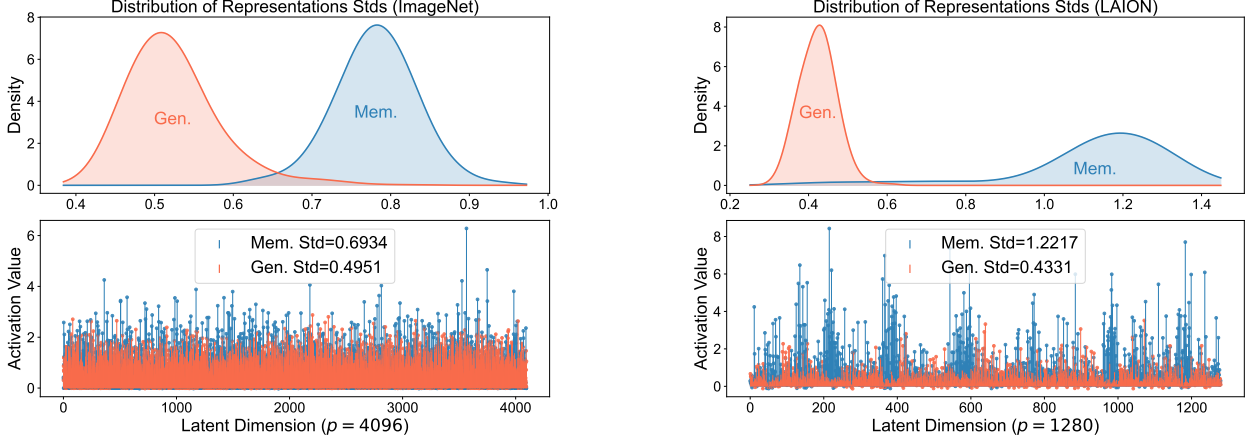 Distribution of Representations Stds (ImageNet)
Density
8
6
4
2
0
Gen.
Mem.
0.4 0.5 0.6 0.7 0.8 0.9 1.0
Activation Value
6
4
2
0
Mem. Std=0.6934
Gen. Std=0.4951
0 1000 2000 3000 4000
Latent Dimension (p = 4096)
Distribution of Representations Stds (LAION)
Density
8
6
4
2
0
Gen.
Mem.
0.2 0.4 0.6 0.8 1.0 1.2 1.4
Activation Value
8
6
4
2
0
Mem. Std=1.2217
Gen. Std=0.4331
0 200 400 600 800 1000 1200
Latent Dimension (p = 1280)